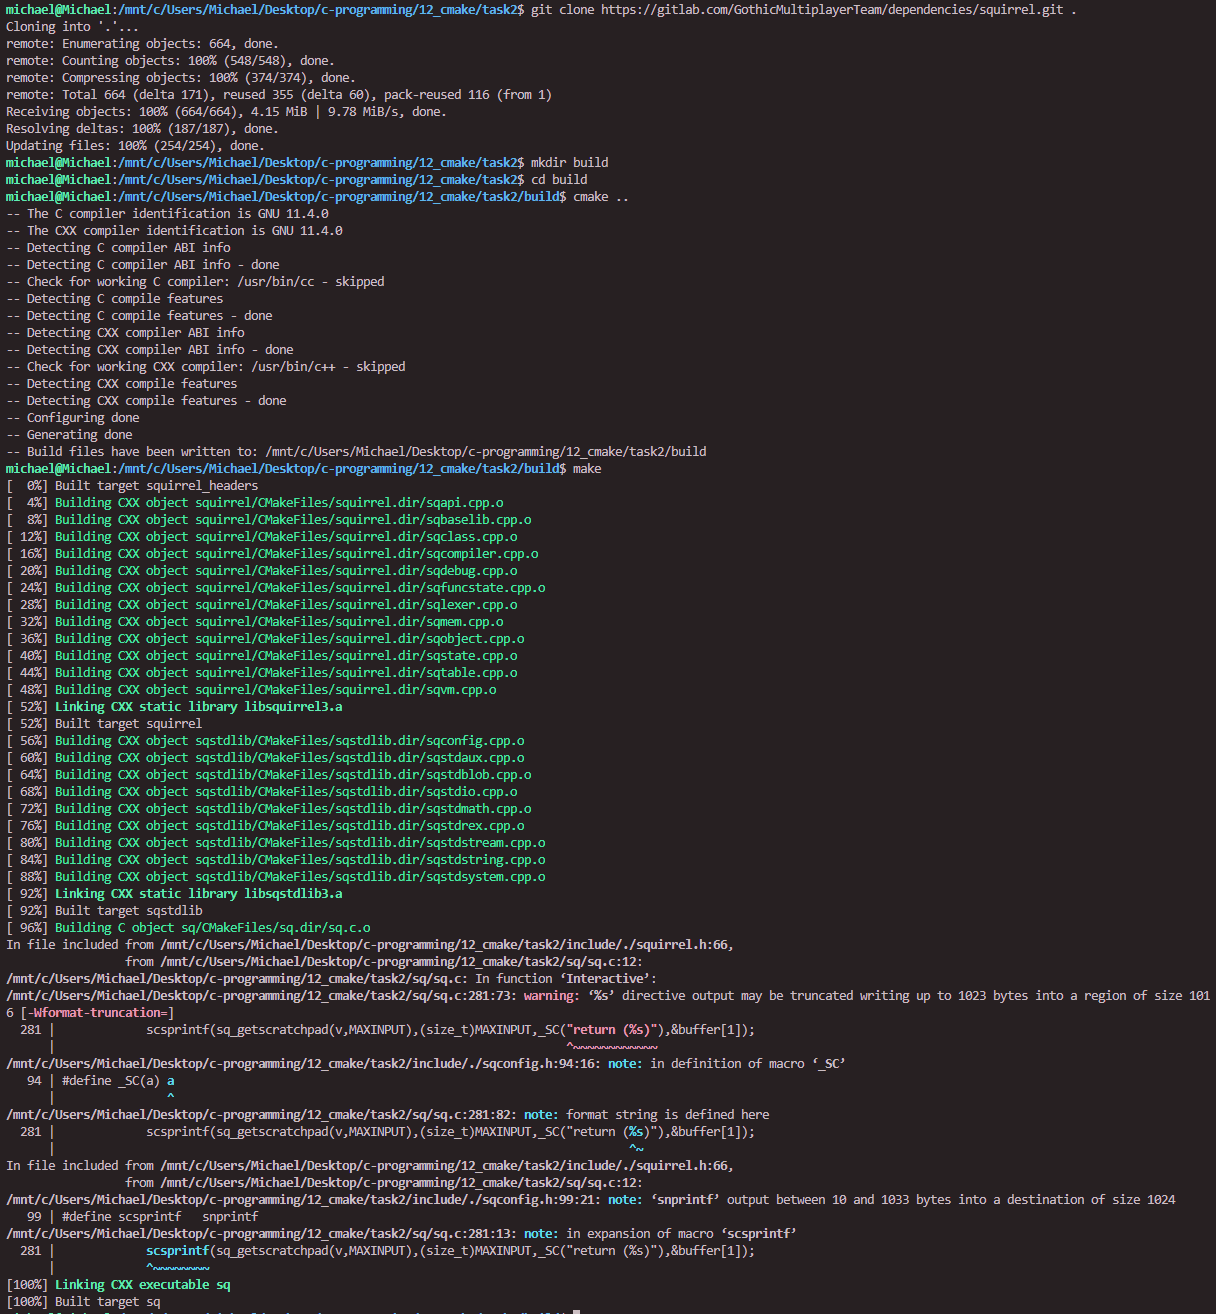 michael@Michael:/mnt/c/Users/Michael/Desktop/c-programming/12_cmake/task2$ git clone https://gitlab.com/GothicMultiplayerTeam/dependencies/squirrel.git .
Cloning into '.'...
remote: Enumerating objects: 664, done.
remote: Counting objects: 100% (548/548), done.
remote: Compressing objects: 100% (374/374), done.
remote: Total 664 (delta 171), reused 355 (delta 60), pack-reused 116 (from 1)
Receiving objects: 100% (664/664), 4.15 MiB | 9.78 MiB/s, done.
Resolving deltas: 100% (187/187), done.
Updating files: 100% (254/254), done.
michael@Michael:/mnt/c/Users/Michael/Desktop/c-programming/12_cmake/task2$ mkdir build
michael@Michael:/mnt/c/Users/Michael/Desktop/c-programming/12_cmake/task2$ cd build
michael@Michael:/mnt/c/Users/Michael/Desktop/c-programming/12_cmake/task2/build$ cmake ..
-- The C compiler identification is GNU 11.4.0
-- The CXX compiler identification is GNU 11.4.0
-- Detecting C compiler ABI info
-- Detecting C compiler ABI info - done
-- Check for working C compiler: /usr/bin/cc - skipped
-- Detecting C compile features
-- Detecting C compile features - done
-- Detecting CXX compiler ABI info
-- Detecting CXX compiler ABI info - done
-- Check for working CXX compiler: /usr/bin/c++ - skipped
-- Detecting CXX compile features
-- Detecting CXX compile features - done
-- Configuring done
-- Generating done
-- Build files have been written to: /mnt/c/Users/Michael/Desktop/c-programming/12_cmake/task2/build
michael@Michael:/mnt/c/Users/Michael/Desktop/c-programming/12_cmake/task2/build$ make
[  0%] Built target squirrel_headers
[  4%] Building CXX object squirrel/CMakeFiles/squirrel.dir/sqapi.cpp.o
[  8%] Building CXX object squirrel/CMakeFiles/squirrel.dir/sqbaselib.cpp.o
[ 12%] Building CXX object squirrel/CMakeFiles/squirrel.dir/sqclass.cpp.o
[ 16%] Building CXX object squirrel/CMakeFiles/squirrel.dir/sqcompiler.cpp.o
[ 20%] Building CXX object squirrel/CMakeFiles/squirrel.dir/sqdebug.cpp.o
[ 24%] Building CXX object squirrel/CMakeFiles/squirrel.dir/sqfuncstate.cpp.o
[ 28%] Building CXX object squirrel/CMakeFiles/squirrel.dir/sqlexer.cpp.o
[ 32%] Building CXX object squirrel/CMakeFiles/squirrel.dir/sqmem.cpp.o
[ 36%] Building CXX object squirrel/CMakeFiles/squirrel.dir/sqobject.cpp.o
[ 40%] Building CXX object squirrel/CMakeFiles/squirrel.dir/sqstate.cpp.o
[ 44%] Building CXX object squirrel/CMakeFiles/squirrel.dir/sqtable.cpp.o
[ 48%] Building CXX object squirrel/CMakeFiles/squirrel.dir/sqvm.cpp.o
[ 52%] Linking CXX static library libsquirrel3.a
[ 52%] Built target squirrel
[ 56%] Building CXX object sqstdlib/CMakeFiles/sqstdlib.dir/sqconfig.cpp.o
[ 60%] Building CXX object sqstdlib/CMakeFiles/sqstdlib.dir/sqstdaux.cpp.o
[ 64%] Building CXX object sqstdlib/CMakeFiles/sqstdlib.dir/sqstdblob.cpp.o
[ 68%] Building CXX object sqstdlib/CMakeFiles/sqstdlib.dir/sqstdio.cpp.o
[ 72%] Building CXX object sqstdlib/CMakeFiles/sqstdlib.dir/sqstdmath.cpp.o
[ 76%] Building CXX object sqstdlib/CMakeFiles/sqstdlib.dir/sqstdrex.cpp.o
[ 80%] Building CXX object sqstdlib/CMakeFiles/sqstdlib.dir/sqstdstream.cpp.o
[ 84%] Building CXX object sqstdlib/CMakeFiles/sqstdlib.dir/sqstdstring.cpp.o
[ 88%] Building CXX object sqstdlib/CMakeFiles/sqstdlib.dir/sqstdsystem.cpp.o
[ 92%] Linking CXX static library libsqstdlib3.a
[ 92%] Built target sqstdlib
[ 96%] Building C object sq/CMakeFiles/sq.dir/sq.c.o
In file included from /mnt/c/Users/Michael/Desktop/c-programming/12_cmake/task2/include/./squirrel.h:66,
                 from /mnt/c/Users/Michael/Desktop/c-programming/12_cmake/task2/sq/sq.c:12:
/mnt/c/Users/Michael/Desktop/c-programming/12_cmake/task2/sq/sq.c: In function ‘Interactive’:
/mnt/c/Users/Michael/Desktop/c-programming/12_cmake/task2/sq/sq.c:281:73: warning: ‘%s’ directive output may be truncated writing up to 1023 bytes into a region of size 101
6 [-Wformat-truncation=]
  281 |             scsprintf(sq_getscratchpad(v,MAXINPUT),(size_t)MAXINPUT,_SC("return (%s)"),&buffer[1]);
      |                                                                         ^~~~~~~~~~~~~
/mnt/c/Users/Michael/Desktop/c-programming/12_cmake/task2/include/./sqconfig.h:94:16: note: in definition of macro ‘_SC’
   94 | #define _SC(a) a
      |                ^
/mnt/c/Users/Michael/Desktop/c-programming/12_cmake/task2/sq/sq.c:281:82: note: format string is defined here
  281 |             scsprintf(sq_getscratchpad(v,MAXINPUT),(size_t)MAXINPUT,_SC("return (%s)"),&buffer[1]);
      |                                                                                  ^~
In file included from /mnt/c/Users/Michael/Desktop/c-programming/12_cmake/task2/include/./squirrel.h:66,
                 from /mnt/c/Users/Michael/Desktop/c-programming/12_cmake/task2/sq/sq.c:12:
/mnt/c/Users/Michael/Desktop/c-programming/12_cmake/task2/include/./sqconfig.h:99:21: note: ‘snprintf’ output between 10 and 1033 bytes into a destination of size 1024
   99 | #define scsprintf   snprintf
/mnt/c/Users/Michael/Desktop/c-programming/12_cmake/task2/sq/sq.c:281:13: note: in expansion of macro ‘scsprintf’
  281 |             scsprintf(sq_getscratchpad(v,MAXINPUT),(size_t)MAXINPUT,_SC("return (%s)"),&buffer[1]);
      |             ^~~~~~~~~
[100%] Linking CXX executable sq
[100%] Built target sq